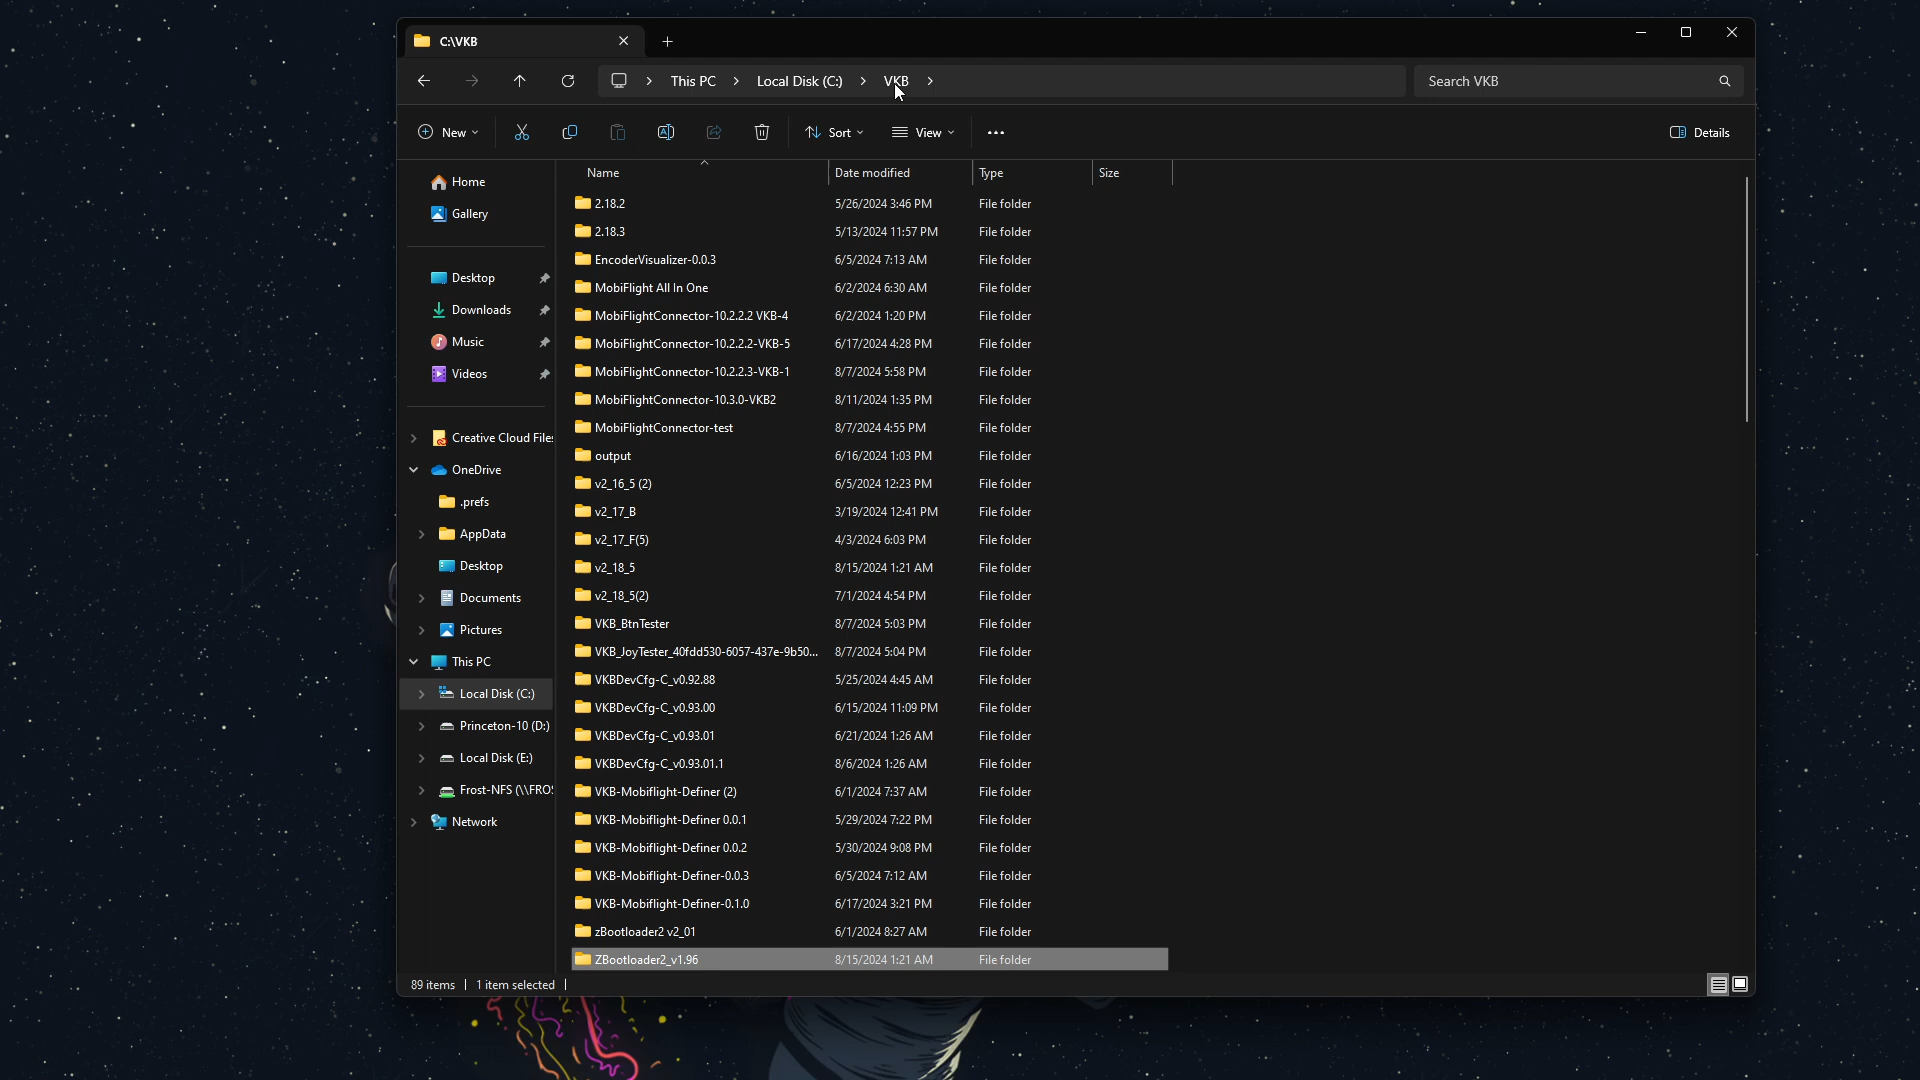 C:\VKB
This PC
Local Disk (C:)
VKB
Search VKB
New
Sort
View
Details
Home
Gallery
Desktop
Downloads
Music
Videos
Creative Cloud Files
OneDrive
.prefs
AppData
Desktop
Documents
Pictures
This PC
Local Disk (C:)
Princeton-10 (D:)
Local Disk (E:)
Frost-NFS (\\FROS
Network
Name Date modified Type Size
2.18.2 5/26/2024 3:46 PM File folder
2.18.3 5/13/2024 11:57 PM File folder
EncoderVisualizer-0.0.3 6/5/2024 7:13 AM File folder
MobiFlight All In One 6/2/2024 6:30 AM File folder
MobiFlightConnector-10.2.2.2 VKB-4 6/2/2024 1:20 PM File folder
MobiFlightConnector-10.2.2.2-VKB-5 6/17/2024 4:28 PM File folder
MobiFlightConnector-10.2.2.3-VKB-1 8/7/2024 5:58 PM File folder
MobiFlightConnector-10.3.0-VKB2 8/11/2024 1:35 PM File folder
MobiFlightConnector-test 8/7/2024 4:55 PM File folder
output 6/16/2024 1:03 PM File folder
v2_16_5 (2) 6/5/2024 12:23 PM File folder
v2_17_B 3/19/2024 12:41 PM File folder
v2_17_F(5) 4/3/2024 6:03 PM File folder
v2_18_5 8/15/2024 1:21 AM File folder
v2_18_5(2) 7/1/2024 4:54 PM File folder
VKB_BtnTester 8/7/2024 5:03 PM File folder
VKB_JoyTester_40fdd530-6057-437e-9b50... 8/7/2024 5:04 PM File folder
VKBDevCfg-C_v0.92.88 5/25/2024 4:45 AM File folder
VKBDevCfg-C_v0.93.00 6/15/2024 11:09 PM File folder
VKBDevCfg-C_v0.93.01 6/21/2024 1:26 AM File folder
VKBDevCfg-C_v0.93.01.1 8/6/2024 1:26 AM File folder
VKB-Mobiflight-Definer (2) 6/1/2024 7:37 AM File folder
VKB-Mobiflight-Definer 0.0.1 5/29/2024 7:22 PM File folder
VKB-Mobiflight-Definer 0.0.2 5/30/2024 9:08 PM File folder
VKB-Mobiflight-Definer-0.0.3 6/5/2024 7:12 AM File folder
VKB-Mobiflight-Definer-0.1.0 6/17/2024 3:21 PM File folder
zBootloader2 v2_01 6/1/2024 8:27 AM File folder
ZBootloader2_v1.96 8/15/2024 1:21 AM File folder
89 items 1 item selected